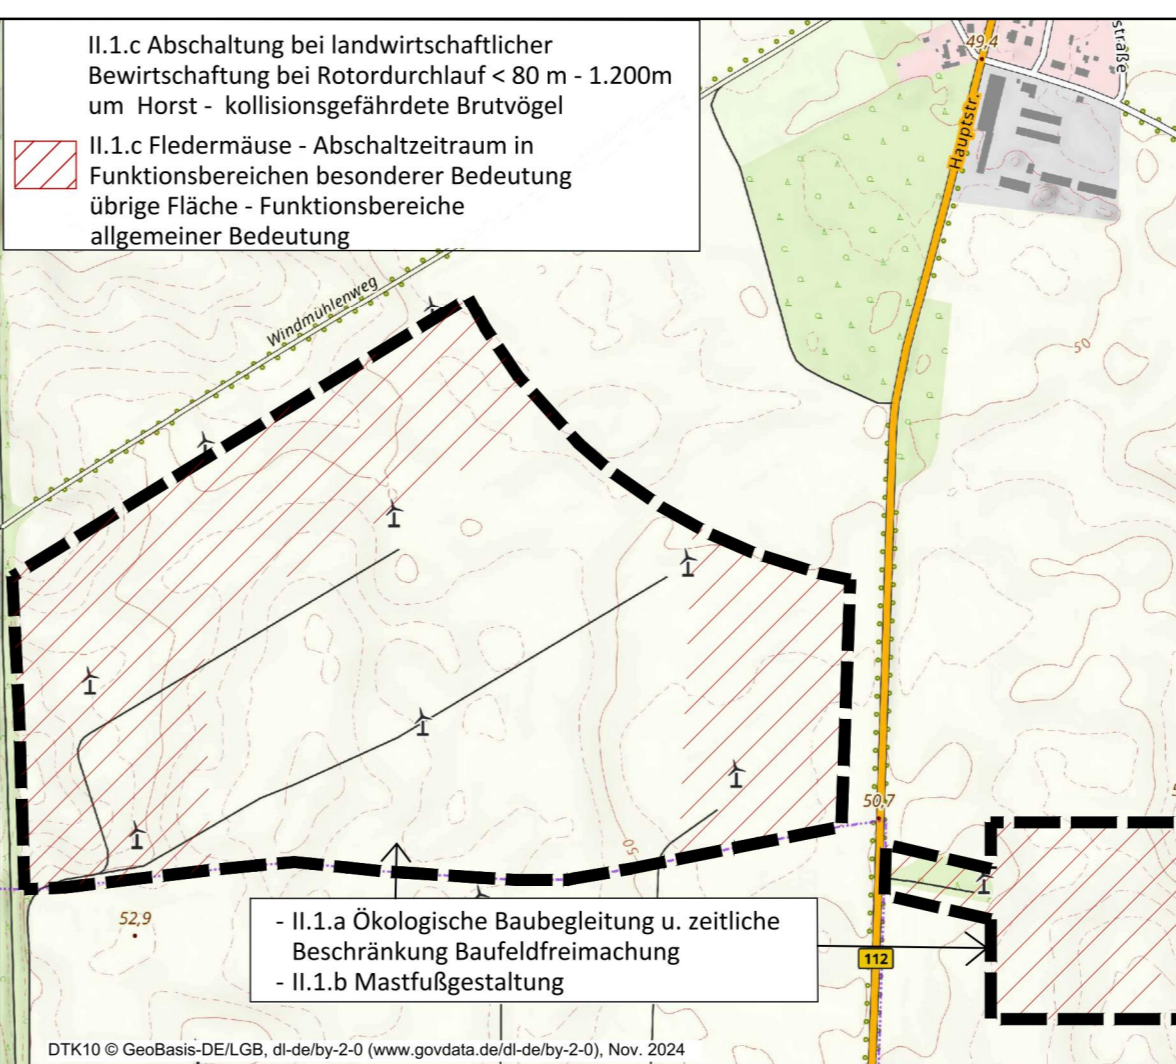 II.1.c Abschaltung bei landwirtschaftlicher
Bewirtschaftung bei Rotordurchlauf < 80 m - 1.200m
um Horst - kollisionsgefährdete Brutvögel
II.1.c Fledermäuse - Abschaltzeitraum in
Funktionsbereichen besonderer Bedeutung
übrige Fläche - Funktionsbereiche
allgemeiner Bedeutung
49,4
straße
Hauptstr.
Windmühlenweg
50
50,7
50
52,9
- II.1.a Ökologische Baubegleitung u. zeitliche
Beschränkung Baufeldfreimachung
- II.1.b Mastfußgestaltung
112
DTK10 © GeoBasis-DE/LGB, dl-de/by-2-0 (www.govdata.de/dl-de/by-2-0), Nov. 2024